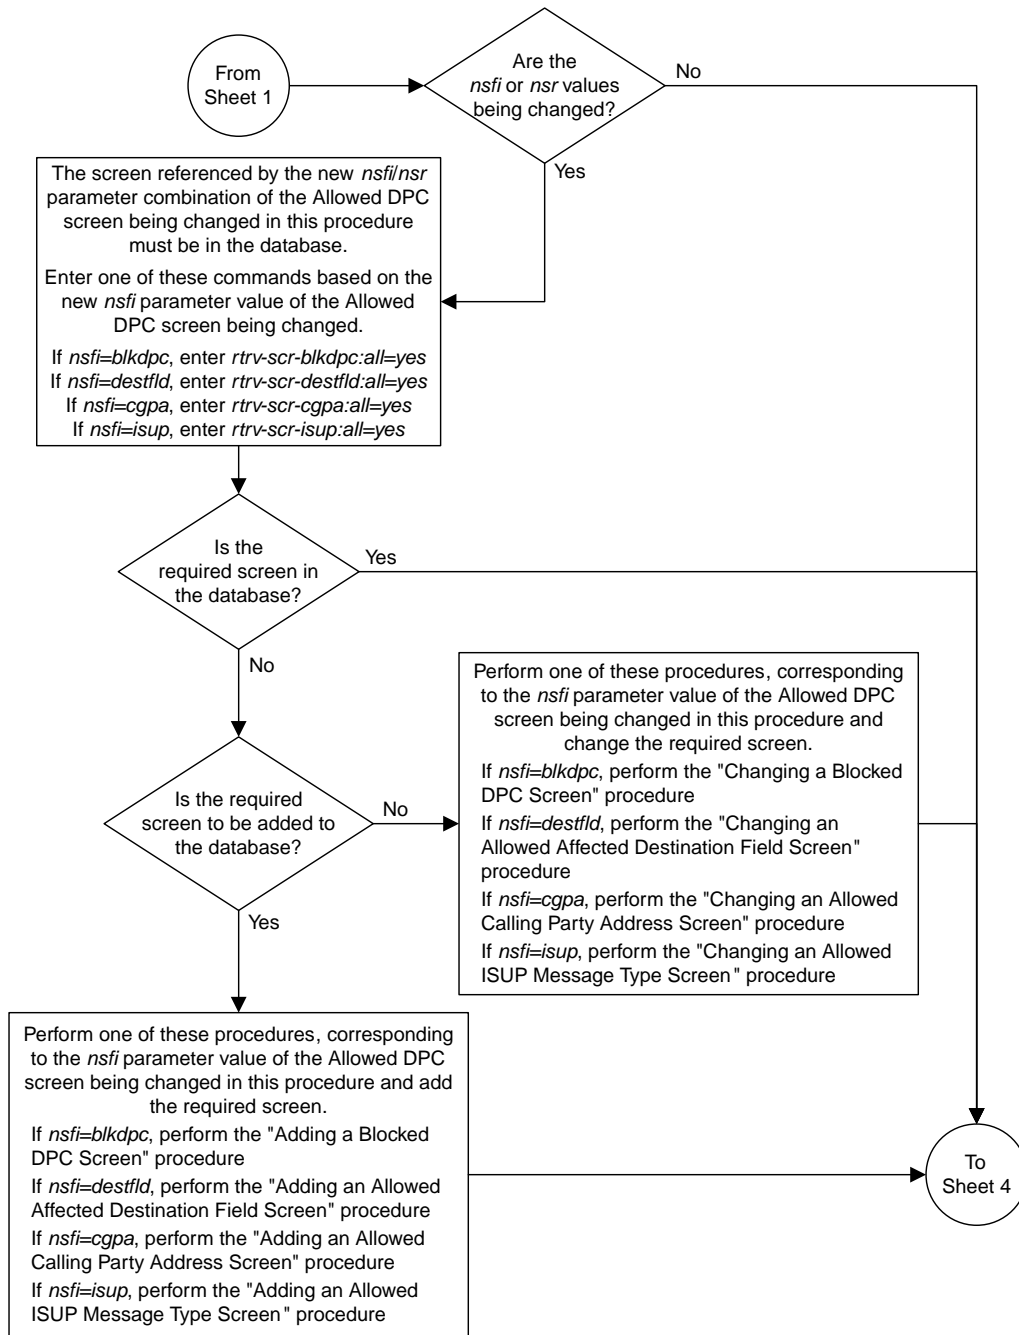 From
Sheet 1
Are the
nsfi or nsr values
being changed?
No
Yes
The screen referenced by the new nsfi/nsr
parameter combination of the Allowed DPC
screen being changed in this procedure
must be in the database.
Enter one of these commands based on the
new nsfi parameter value of the Allowed
DPC screen being changed.
If nsfi=blkdpc, enter rtrv-scr-blkdpc:all=yes
If nsfi=destfld, enter rtrv-scr-destfld:all=yes
If nsfi=cgpa, enter rtrv-scr-cgpa:all=yes
If nsfi=isup, enter rtrv-scr-isup:all=yes
Is the
required screen in
the database?
Yes
No
Is the required
screen to be added to
the database?
No
Yes
Perform one of these procedures, corresponding
to the nsfi parameter value of the Allowed DPC
screen being changed in this procedure and
change the required screen.
If nsfi=blkdpc, perform the "Changing a Blocked
DPC Screen" procedure
If nsfi=destfld, perform the "Changing an
Allowed Affected Destination Field Screen"
procedure
If nsfi=cgpa, perform the "Changing an Allowed
Calling Party Address Screen" procedure
If nsfi=isup, perform the "Changing an Allowed
ISUP Message Type Screen" procedure
Perform one of these procedures, corresponding
to the nsfi parameter value of the Allowed DPC
screen being changed in this procedure and add
the required screen.
If nsfi=blkdpc, perform the "Adding a Blocked
DPC Screen" procedure
If nsfi=destfld, perform the "Adding an Allowed
Affected Destination Field Screen" procedure
If nsfi=cgpa, perform the "Adding an Allowed
Calling Party Address Screen" procedure
If nsfi=isup, perform the "Adding an Allowed
ISUP Message Type Screen" procedure
To
Sheet 4